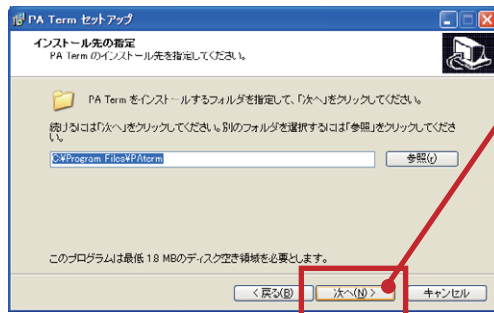 PA Term セットアップ
インストール先の指定
PA Term のインストール先を指定してください。
PA Term をインストールするフォルダを指定して、「次へ」をクリックしてください。
続けるには「次へ」をクリックしてください。別のフォルダを選択するには「参照」をクリックしてくださ
い。
C:¥Program Files¥PAterm
参照(r)
このプログラムは最低 1.8 MBのディスク空き領域を必要とします。
< 戻る(B)
次へ(N) >
キャンセル